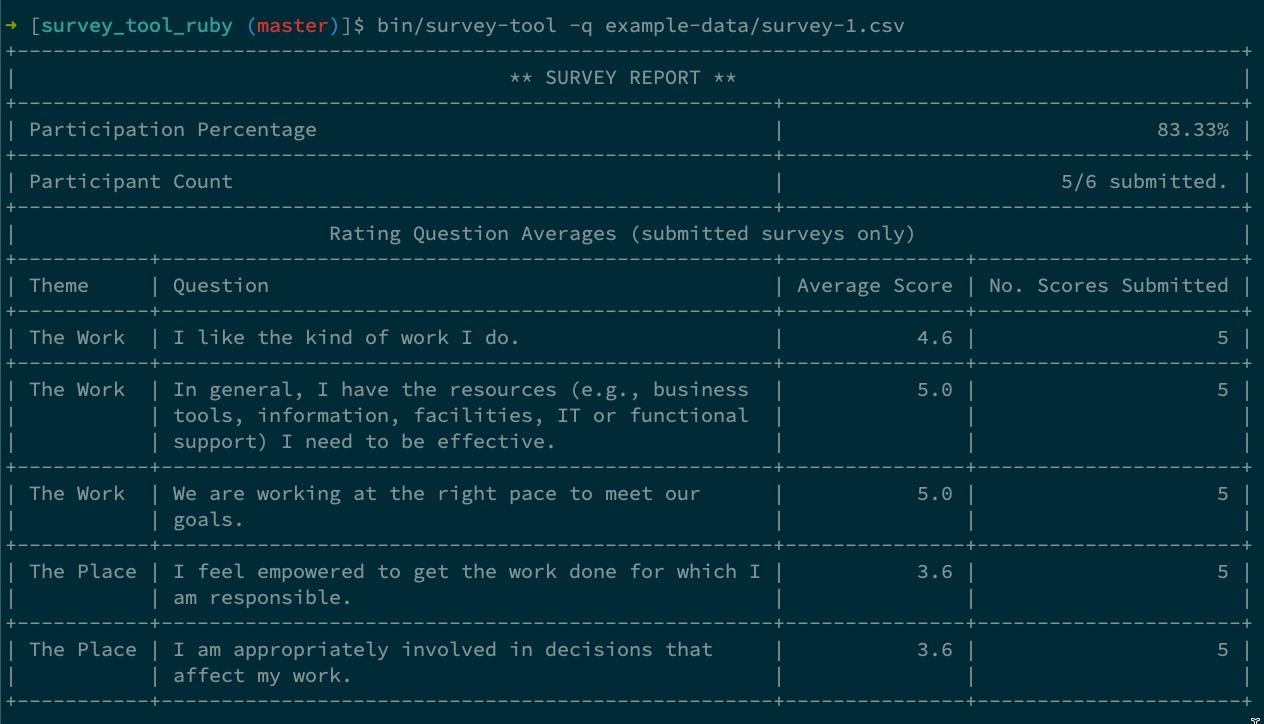 → [survey_tool_ruby (master)]$ bin/survey-tool -q example-data/survey-1.csv
** SURVEY REPORT **
Participation Percentage | 83.33%
Participant Count | 5/6 submitted.
Rating Question Averages (submitted surveys only)
Theme | Question | Average Score | No. Scores Submitted
The Work | I like the kind of work I do. | 4.6 | 5
The Work | In general, I have the resources (e.g., business | 5.0 | 5
tools, information, facilities, IT or functional
support) I need to be effective.
The Work | We are working at the right pace to meet our | 5.0 | 5
goals.
The Place | I feel empowered to get the work done for which I | 3.6 | 5
am responsible.
The Place | I am appropriately involved in decisions that | 3.6 | 5
affect my work.